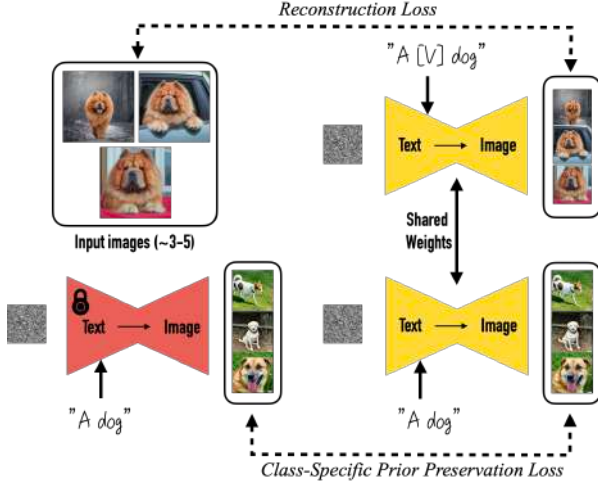 Reconstruction Loss
"A [V] dog"
Text → Image
Input images (~3-5)
Shared
Weights
Text → Image
Text → Image
"A dog"
"A dog"
Class-Specific Prior Preservation Loss